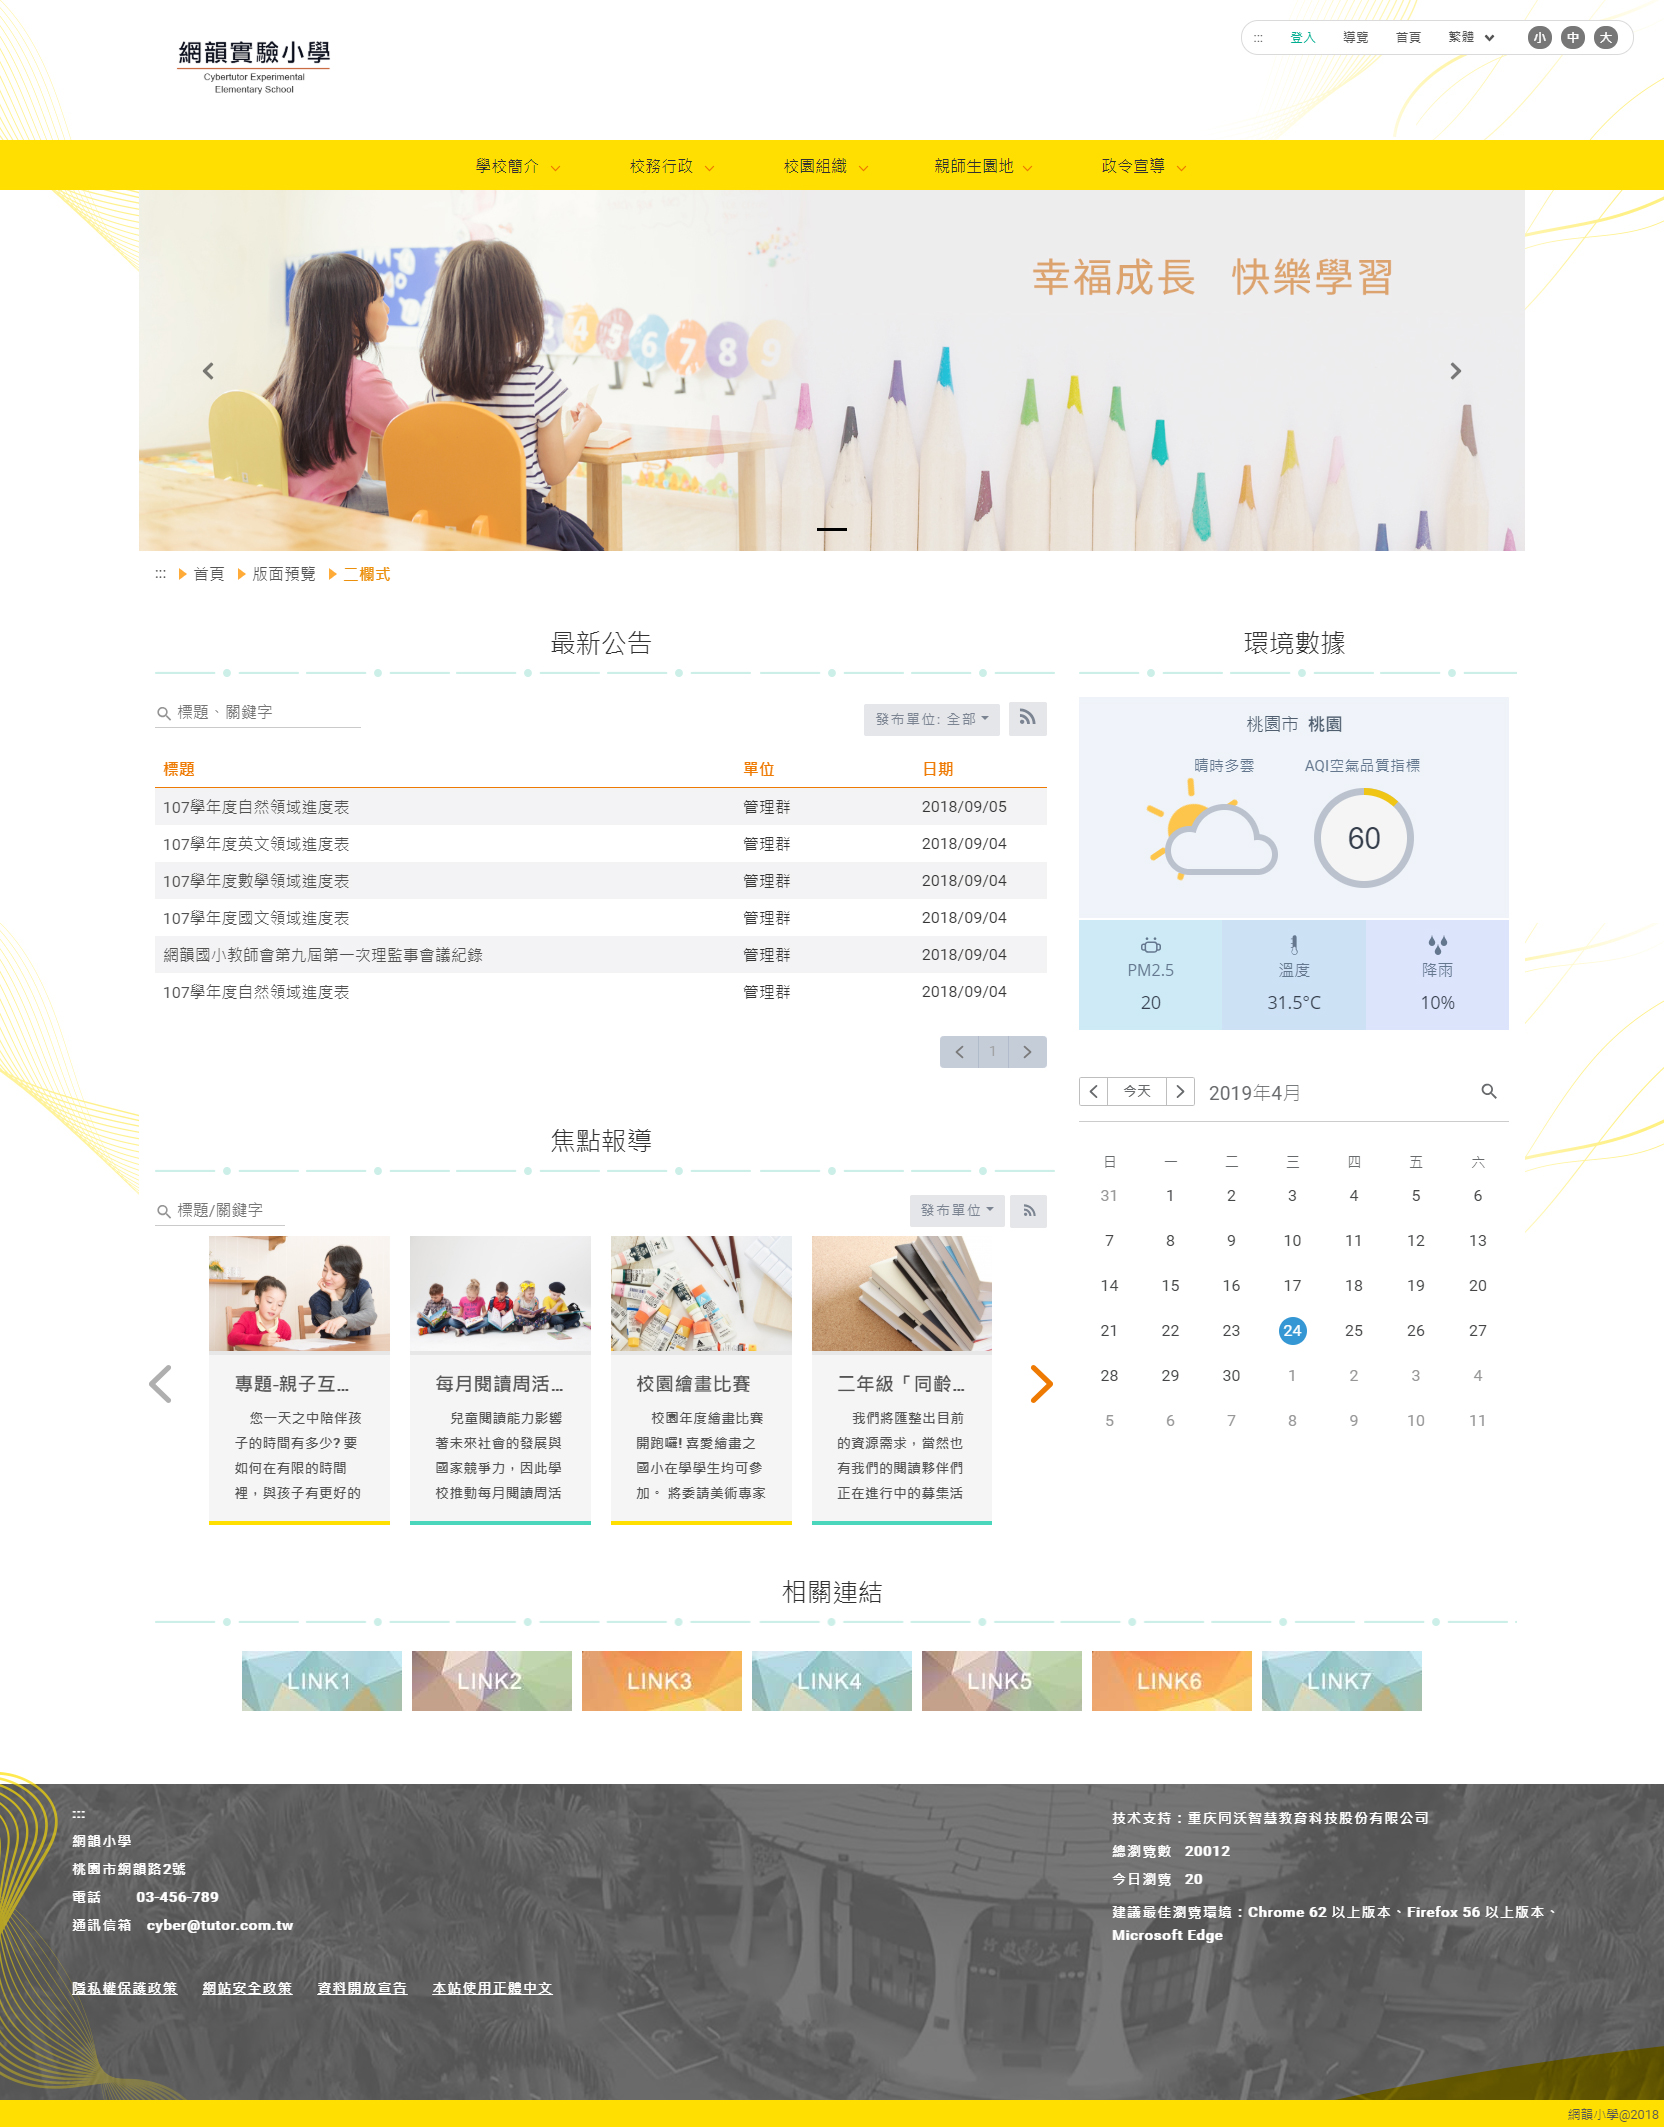 網韻實驗小學
Cybertutor Experimental
Elementary School
::: 登入 導覽 首頁 繁體 小 中 大
學校簡介 校務行政 校園組織 親師生園地 政令宣導
幸福成長 快樂學習
3 4 5 6 7 8 9
::: 首頁 版面預覽 二欄式
最新公告
標題、關鍵字
發布單位: 全部
標題 單位 日期
107學年度自然領域進度表 管理群 2018/09/05
107學年度英文領域進度表 管理群 2018/09/04
107學年度數學領域進度表 管理群 2018/09/04
107學年度國文領域進度表 管理群 2018/09/04
網韻國小教師會第九屆第一次理監事會議紀錄 管理群 2018/09/04
107學年度自然領域進度表 管理群 2018/09/04
1
環境數據
桃園市 桃園
晴時多雲 AQI空氣品質指標
60
PM2.5 溫度 降雨
20 31.5°C 10%
今天 2019年4月
日 一 二 三 四 五 六
31 1 2 3 4 5 6
7 8 9 10 11 12 13
14 15 16 17 18 19 20
21 22 23 24 25 26 27
28 29 30 1 2 3 4
5 6 7 8 9 10 11
焦點報導
標題/關鍵字
發布單位
專題-親子互...
您一天之中陪伴孩
子的時間有多少? 要
如何在有限的時間
裡，與孩子有更好的
每月閱讀周活...
兒童閱讀能力影響
著未來社會的發展與
國家競爭力，因此學
校推動每月閱讀周活
校園繪畫比賽
校園年度繪畫比賽
開跑囉! 喜愛繪畫之
國小在學學生均可參
加。 將委請美術專家
二年級「同齡...
我們將匯整出目前
的資源需求，當然也
有我們的閱讀夥伴們
正在進行中的募集活
相關連結
LINK1 LINK2 LINK3 LINK4 LINK5 LINK6 LINK7
:::
網韻小學
桃園市網韻路2號
電話 03-456-789
通訊信箱 cyber@tutor.com.tw
隱私權保護政策 網站安全政策 資料開放宣告 本站使用正體中文
技术支持：重庆同沃智慧教育科技股份有限公司
總瀏覽數 20012
今日瀏覽 20
建議最佳瀏覽環境：Chrome 62 以上版本、Firefox 56 以上版本、
Microsoft Edge
網韻小學@2018